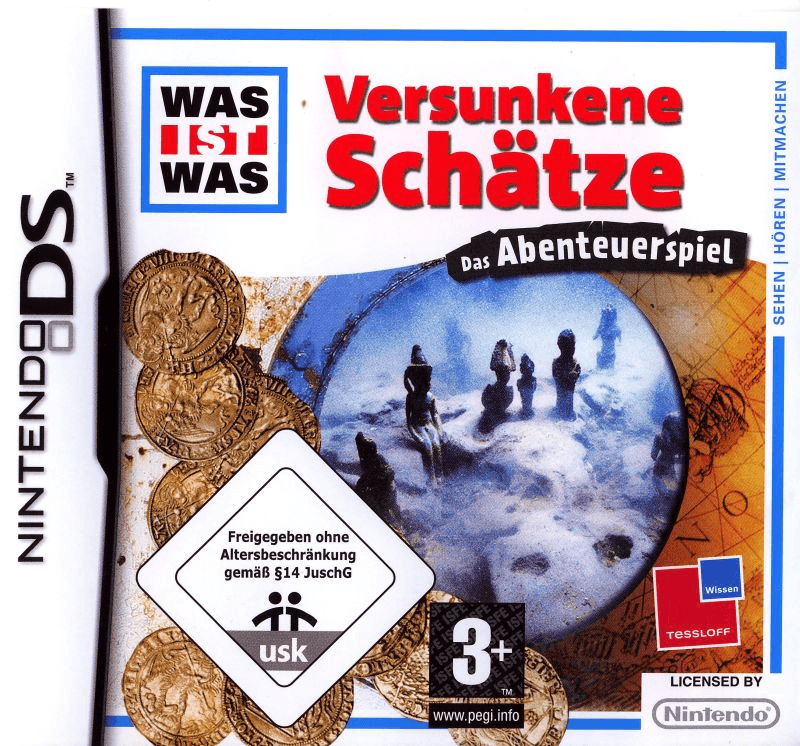 NINTENDO DS™
WAS
IST
WAS
Versunkene
Schätze
Das Abenteuerspiel
SEHEN | HÖREN | MITMACHEN
Freigegeben ohne
Altersbeschränkung
gemäß §14 JuschG
usk
3+
™
www.pegi.info
Wissen
TESSLOFF
LICENSED BY
Nintendo®